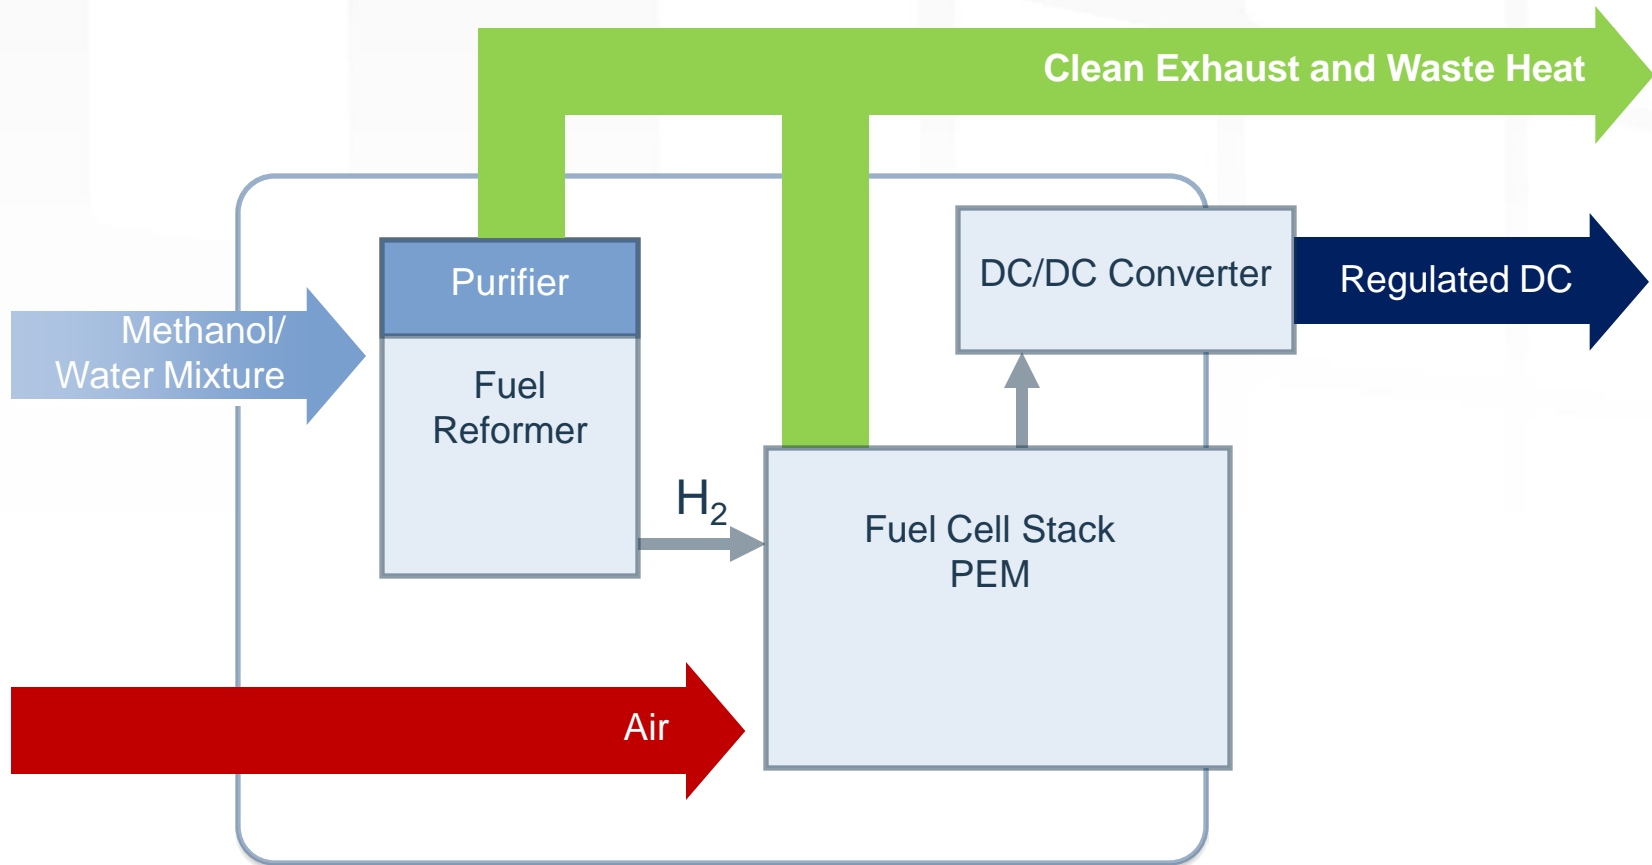 Clean Exhaust and Waste Heat
Purifier
DC/DC Converter
Regulated DC
Methanol/
Water Mixture
Fuel
Reformer
H₂
Fuel Cell Stack
PEM
Air